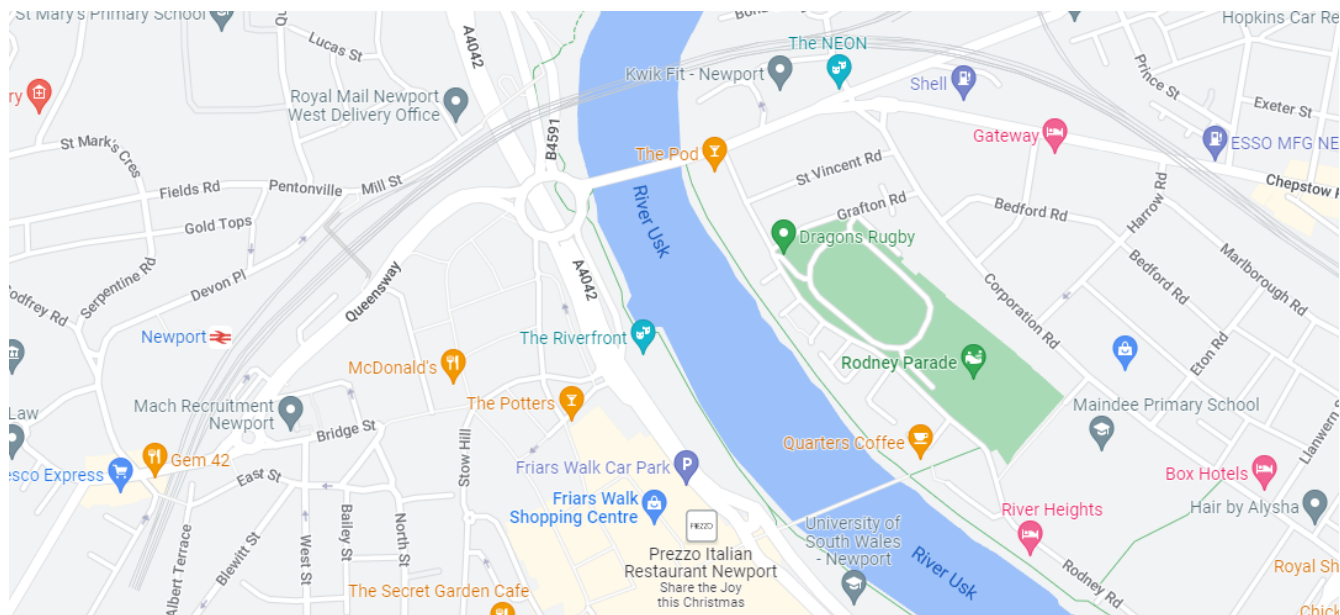 St Mary's Primary School
Lucas St
A4042
The NEON
Hopkins Car Re
Kwik Fit - Newport
Shell
Prince St
Exeter St
ry
Royal Mail Newport
West Delivery Office
B4591
Gateway
ESSO MFG NE
St Mark's Cres
The Pod
St Vincent Rd
Chepstow R
Fields Rd
Pentonville
Mill St
River Usk
Grafton Rd
Bedford Rd
Harrow Rd
Gold Tops
Dragons Rugby
Serpentine Rd
Devon Pl
Queensway
A4042
Corporation Rd
Bedford Rd
Marlborough Rd
odfrey Rd
Newport
The Riverfront
Eton Rd
McDonald's
Rodney Parade
Mach Recruitment
Newport
The Potters
Maindee Primary School
Law
Bridge St
Stow Hill
Quarters Coffee
Llanwern S
Gem 42
esco Express
East St
Friars Walk Car Park
P
Box Hotels
Friars Walk
Shopping Centre
River Heights
Hair by Alysha
PREZZO
University of
South Wales
- Newport
Albert Terrace
Blewitt St
West St
Bailey St
North St
Prezzo Italian
Restaurant Newport
Share the Joy
this Christmas
River Usk
Rodney Rd
Royal Sh
The Secret Garden Cafe
Chick